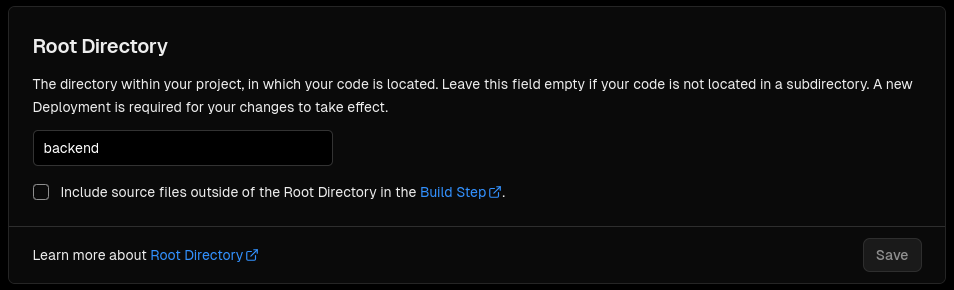 Root Directory
The directory within your project, in which your code is located. Leave this field empty if your code is not located in a subdirectory. A new
Deployment is required for your changes to take effect.
backend
Include source files outside of the Root Directory in the Build Step.
Learn more about Root Directory
Save